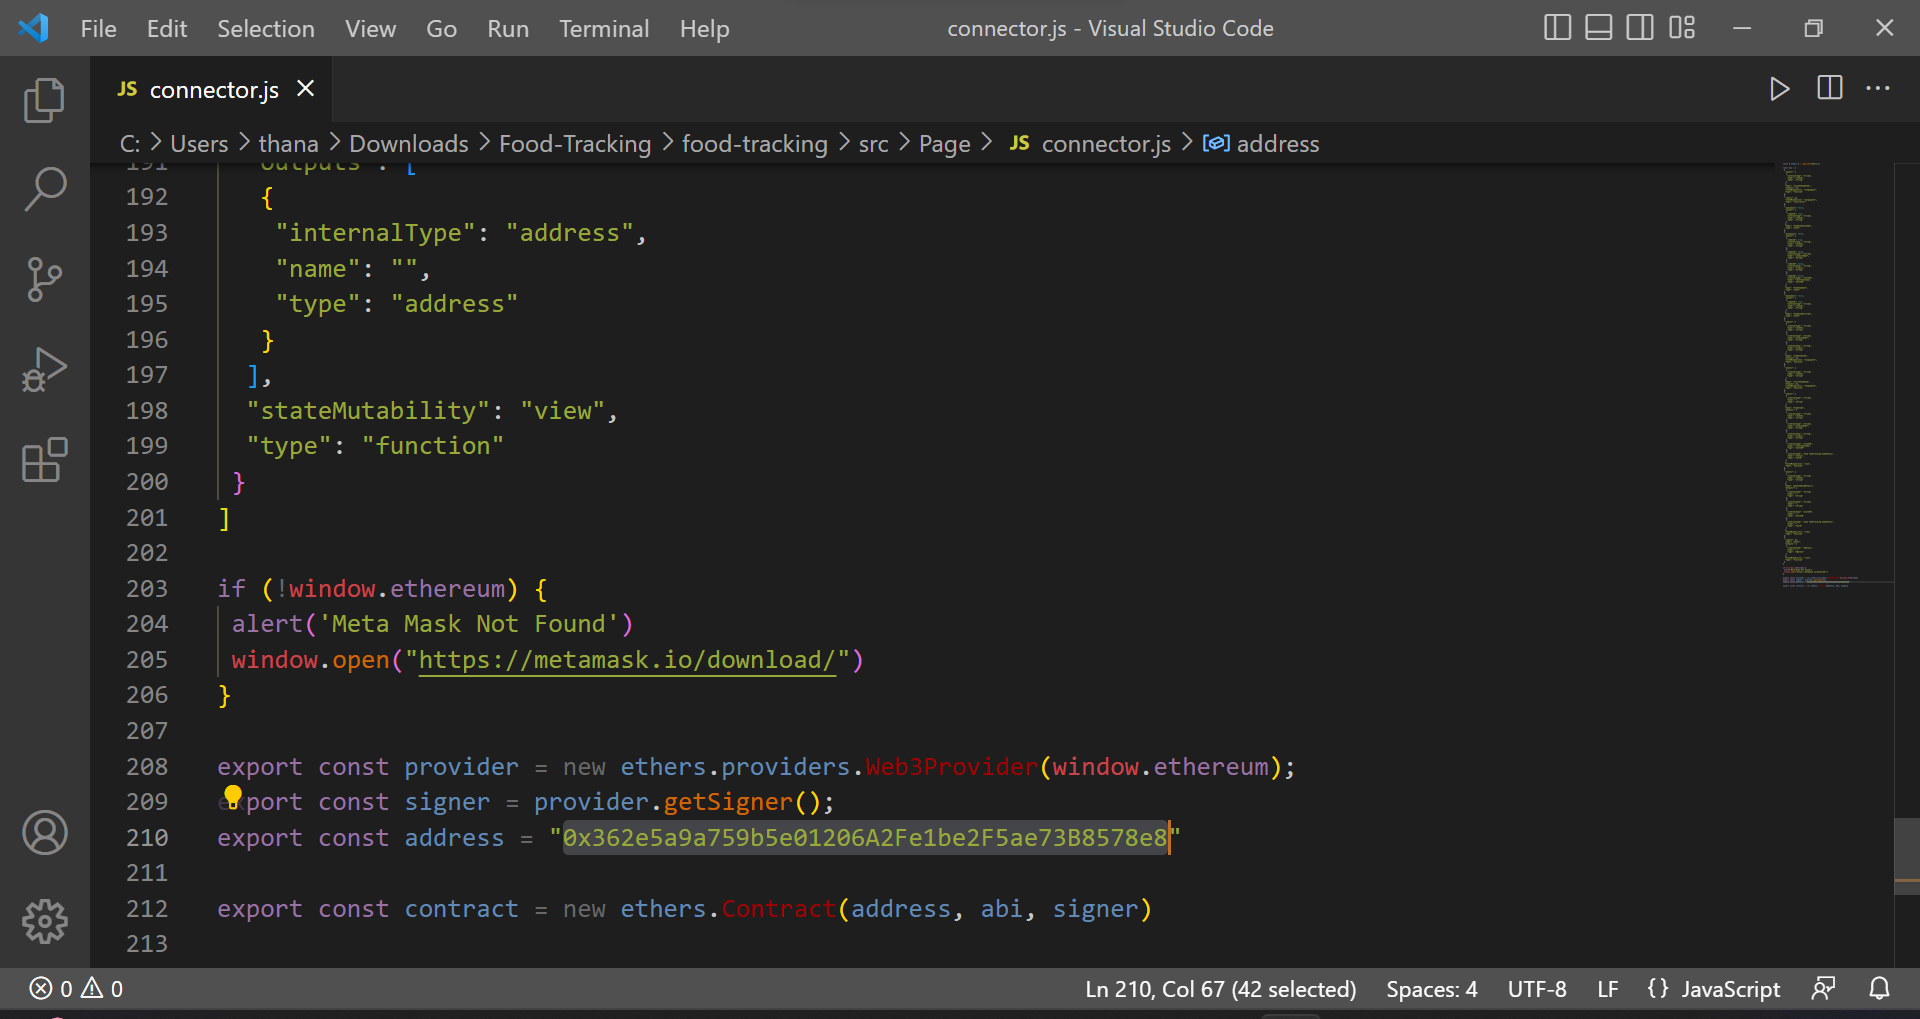 File Edit Selection View Go Run Terminal Help connector.js - Visual Studio Code
JS connector.js
C: > Users > thana > Downloads > Food-Tracking > food-tracking > src > Page > JS connector.js > address
191 "outputs": [
192 {
193 "internalType": "address",
194 "name": "",
195 "type": "address"
196 }
197 ],
198 "stateMutability": "view",
199 "type": "function"
200 }
201 ]
202
203 if (!window.ethereum) {
204 alert('Meta Mask Not Found')
205 window.open("https://metamask.io/download/")
206 }
207
208 export const provider = new ethers.providers.Web3Provider(window.ethereum);
209 export const signer = provider.getSigner();
210 export const address = "0x362e5a9a759b5e01206A2Fe1be2F5ae73B8578e8"
211
212 export const contract = new ethers.Contract(address, abi, signer)
213
0 0 Ln 210, Col 67 (42 selected) Spaces: 4 UTF-8 LF {} JavaScript